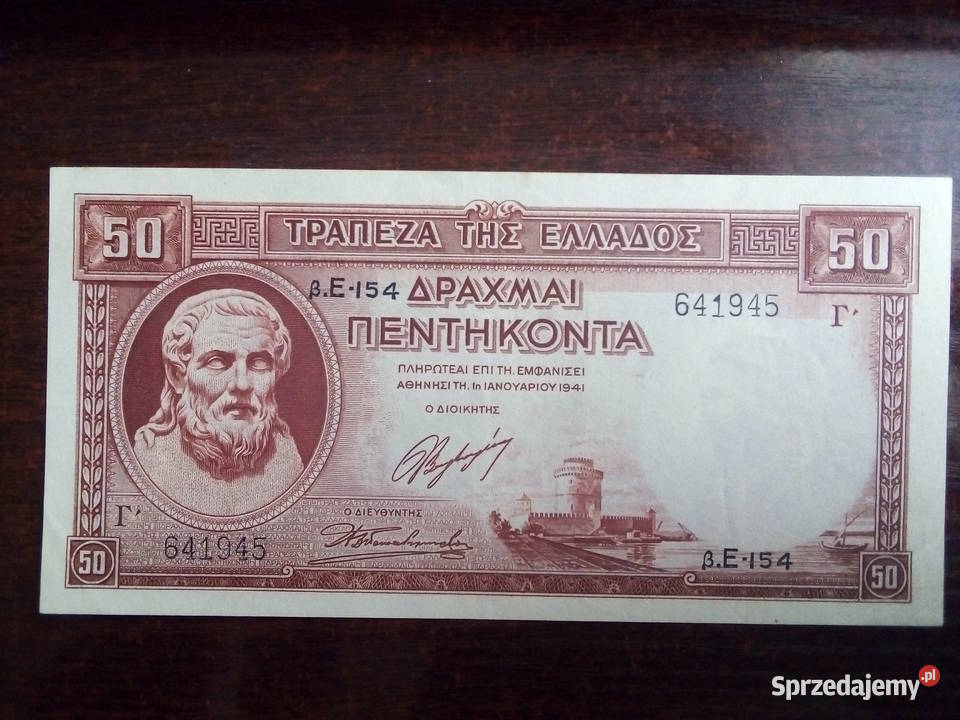 50 ΤΡΑΠΕΖΑ ΤΗΣ ΕΛΛΑΔΟΣ 50
β.Ε-154 ΔΡΑΧΜΑΙ 641945 Γ′
ΠΕΝΤΗΚΟΝΤΑ
ΠΛΗΡΩΤΕΑΙ ΕΠΙ ΤΗ. ΕΜΦΑΝΙΣΕΙ
ΑΘΗΝΗΣΙ ΤΗ. 1η ΙΑΝΟΥΑΡΙΟΥ 1941
Ο ΔΙΟΙΚΗΤΗΣ
Γ′ Ο ΔΙΕΥΘΥΝΤΗΣ
641945
β.Ε-154
50 50
Sprzedajemy.pl